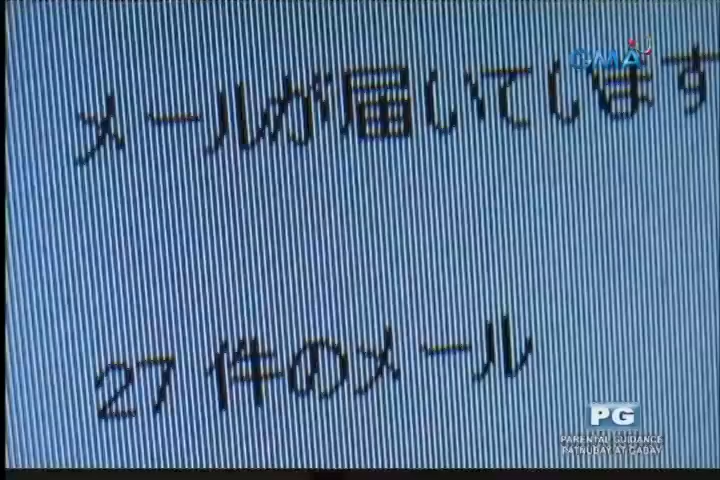 GMA
メールが届いています
27 件のメール
PG
PARENTAL GUIDANCE
PATNUBAY AT GABAY